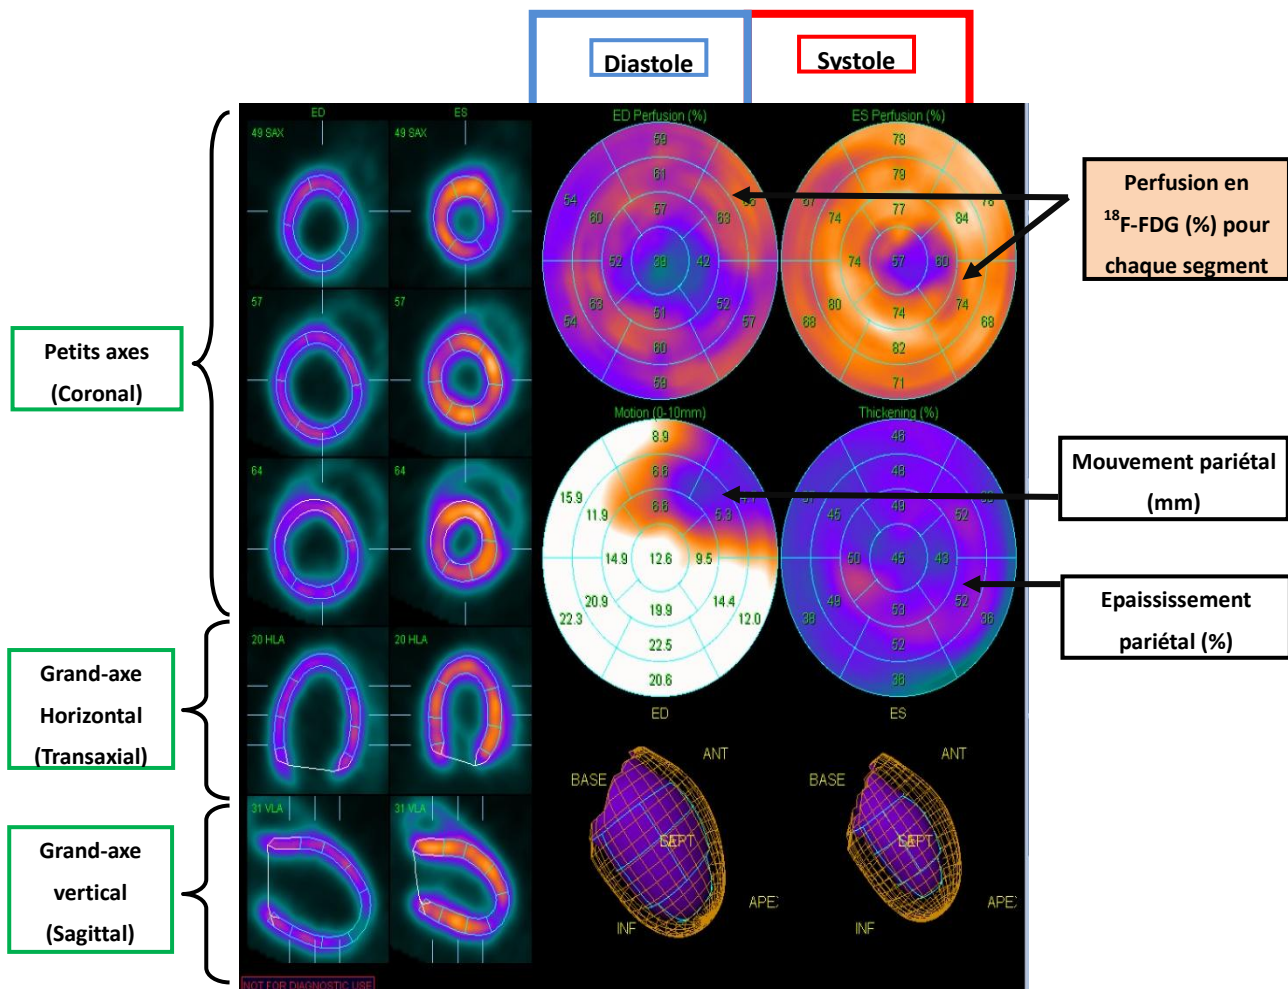 Diastole
Systole
Petits axes
(Coronal)
Grand-axe
Horizontal
(Transaxial)
Grand-axe
vertical
(Sagittal)
ED
ES
49 SAX
49 SAX
57
57
64
64
20 HLA
20 HLA
31 VLA
31 VLA
NOT FOR DIAGNOSTIC USE
ED Perfusion (%)
59
61
57
54
60
63
52
39
42
63
52
54
51
57
60
59
ES Perfusion (%)
78
79
77
67
74
84
78
74
57
60
80
74
68
74
68
82
71
Motion (0-10mm)
8.9
6.6
6.6
15.9
11.9
5.3
14.9
12.6
9.5
20.9
14.4
22.3
19.9
12.0
22.5
20.6
Thickening (%)
46
48
49
45
52
50
45
43
49
52
38
53
36
52
38
ED
ANT
BASE
INF
ES
ANT
BASE
INF
Perfusion en
¹⁸F-FDG (%) pour
chaque segment
Mouvement pariétal
(mm)
Epaississement
pariétal (%)